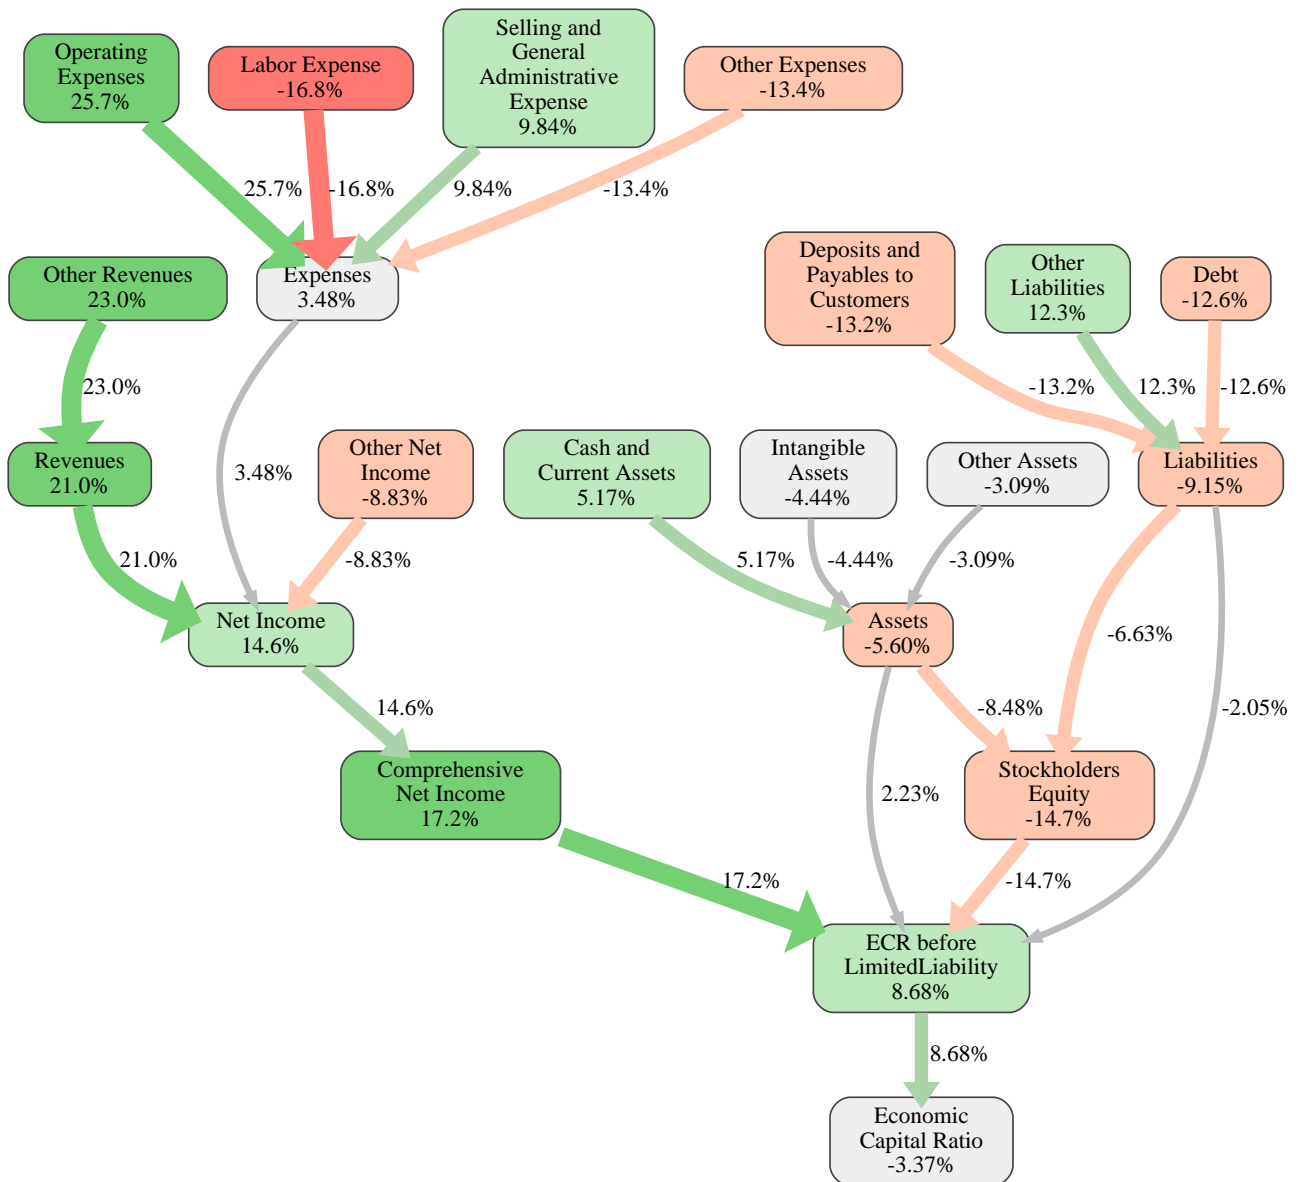 Operating
Expenses
25.7%
Labor Expense
-16.8%
Selling and
General
Administrative
Expense
9.84%
Other Expenses
-13.4%
25.7%
-16.8%
9.84%
-13.4%
Other Revenues
23.0%
Expenses
3.48%
Deposits and
Payables to
Customers
-13.2%
Other
Liabilities
12.3%
Debt
-12.6%
23.0%
-13.2%
12.3%
-12.6%
Revenues
21.0%
3.48%
Other Net
Income
-8.83%
Cash and
Current Assets
5.17%
Intangible
Assets
-4.44%
Other Assets
-3.09%
Liabilities
-9.15%
21.0%
-8.83%
5.17%
-4.44%
-3.09%
Net Income
14.6%
Assets
-5.60%
-6.63%
14.6%
-8.48%
-2.05%
Comprehensive
Net Income
17.2%
2.23%
Stockholders
Equity
-14.7%
17.2%
-14.7%
ECR before
LimitedLiability
8.68%
8.68%
Economic
Capital Ratio
-3.37%